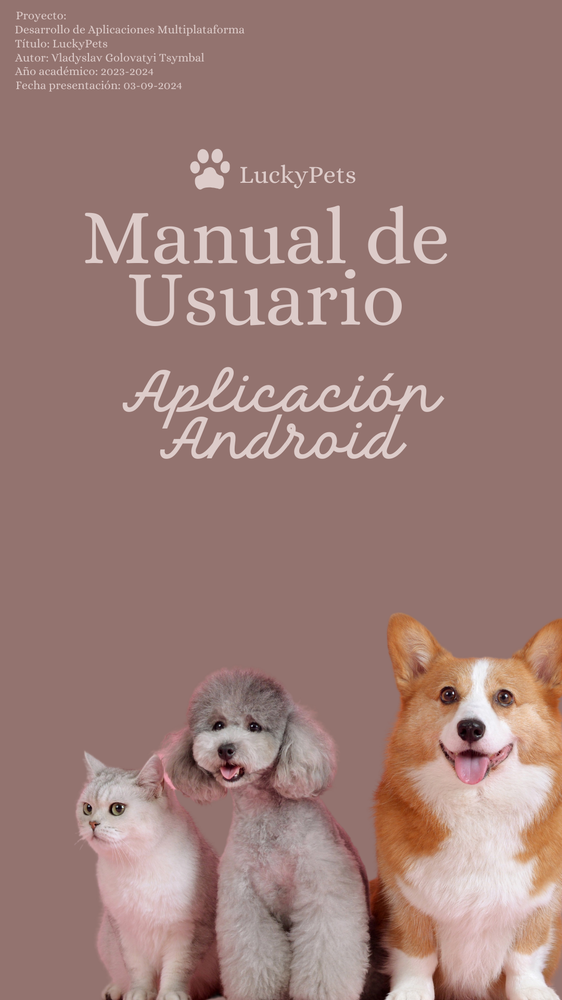 Proyecto:
Desarrollo de Aplicaciones Multiplataforma
Título: LuckyPets
Autor: Vladyslav Golovatyi Tsymbal
Año académico: 2023-2024
Fecha presentación: 03-09-2024
LuckyPets
Manual de
Usuario
Aplicación
Android